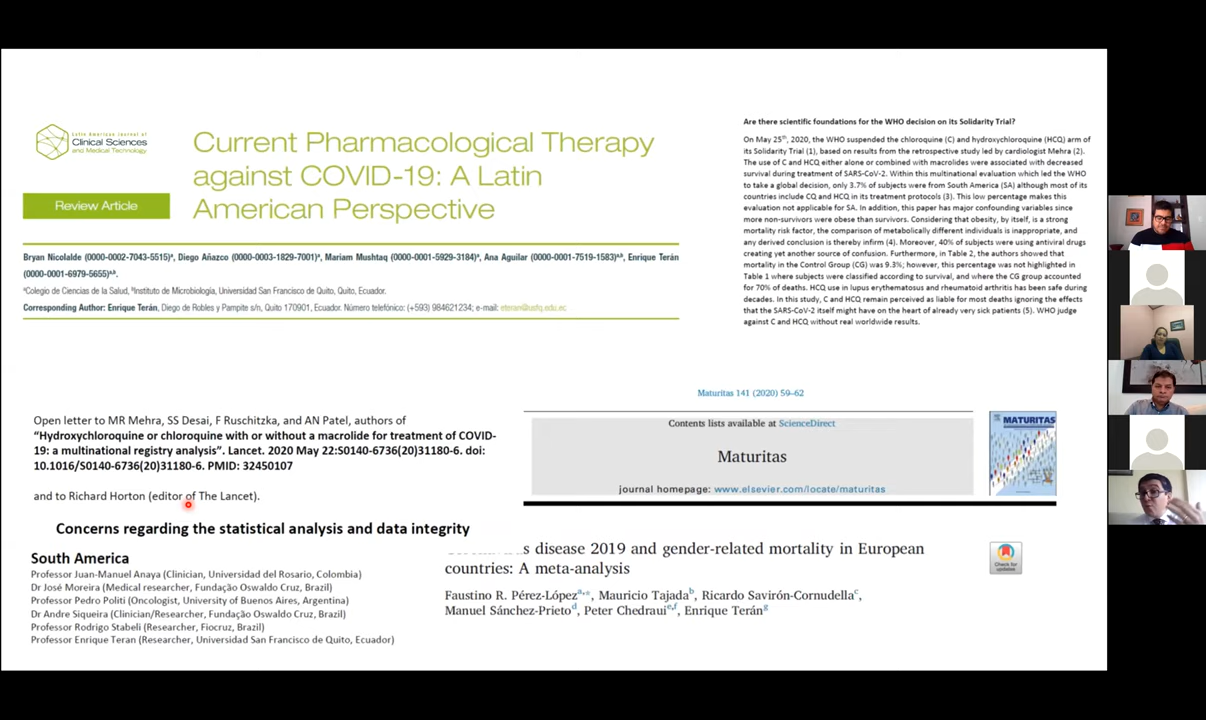 Latin American Journal of
Clinical Sciences
and Medical Technology
Review Article
Current Pharmacological Therapy
against COVID-19: A Latin
American Perspective
Bryan Nicolalde (0000-0002-7043-5515)ª, Diego Añazco (0000-0003-1829-7001)ª, Mariam Mushtaq (0000-0001-5929-3184)ª, Ana Aguilar (0000-0001-7519-1583)ª,ᵇ, Enrique Terán
(0000-0001-6979-5655)ª,ᵇ.
ªColegio de Ciencias de la Salud, ᵇInstituto de Microbiología, Universidad San Francisco de Quito, Quito, Ecuador.
Corresponding Author: Enrique Terán, Diego de Robles y Pampite s/n, Quito 170901, Ecuador. Número telefónico: (+593) 984621234; e-mail: eteran@usfq.edu.ec
Are there scientific foundations for the WHO decision on its Solidarity Trial?
On May 25th, 2020, the WHO suspended the chloroquine (C) and hydroxychloroquine (HCQ) arm of
its Solidarity Trial (1), based on results from the retrospective study led by cardiologist Mehra (2).
The use of C and HCQ either alone or combined with macrolides were associated with decreased
survival during treatment of SARS-CoV-2. Within this multinational evaluation which led the WHO
to take a global decision, only 3.7% of subjects were from South America (SA) although most of its
countries include CQ and HCQ in its treatment protocols (3). This low percentage makes this
evaluation not applicable for SA. In addition, this paper has major confounding variables since
more non-survivors were obese than survivors. Considering that obesity, by itself, is a strong
mortality risk factor, the comparison of metabolically different individuals is inappropriate, and
any derived conclusion is thereby infirm (4). Moreover, 40% of subjects were using antiviral drugs
creating yet another source of confusion. Furthermore, in Table 2, the authors showed that
mortality in the Control Group (CG) was 9.3%; however, this percentage was not highlighted in
Table 1 where subjects were classified according to survival, and where the CG group accounted
for 70% of deaths. HCQ use in lupus erythematosus and rheumatoid arthritis has been safe during
decades. In this study, C and HCQ remain perceived as liable for most deaths ignoring the effects
that the SARS-CoV-2 itself might have on the heart of already very sick patients (5). WHO judge
against C and HCQ without real worldwide results.
Open letter to MR Mehra, SS Desai, F Ruschitzka, and AN Patel, authors of
“Hydroxychloroquine or chloroquine with or without a macrolide for treatment of COVID-
19: a multinational registry analysis”. Lancet. 2020 May 22:S0140-6736(20)31180-6. doi:
10.1016/S0140-6736(20)31180-6. PMID: 32450107
and to Richard Horton (editor of The Lancet).
Concerns regarding the statistical analysis and data integrity
South America
Professor Juan-Manuel Anaya (Clinician, Universidad del Rosario, Colombia)
Dr José Moreira (Medical researcher, Fundação Oswaldo Cruz, Brazil)
Professor Pedro Politi (Oncologist, University of Buenos Aires, Argentina)
Dr Andre Siqueira (Clinician/Researcher, Fundação Oswaldo Cruz, Brazil)
Professor Rodrigo Stabeli (Researcher, Fiocruz, Brazil)
Professor Enrique Teran (Researcher, Universidad San Francisco de Quito, Ecuador)
Maturitas 141 (2020) 59–62
Contents lists available at ScienceDirect
Maturitas
journal homepage: www.elsevier.com/locate/maturitas
MATURITAS
disease 2019 and gender-related mortality in European
countries: A meta-analysis
Check for
updates
Faustino R. Pérez-Lópezª,*, Mauricio Tajadaᵇ, Ricardo Savirón-Cornudellaᶜ,
Manuel Sánchez-Prietoᵈ, Peter Chedrauiᵉ,ᶠ, Enrique Teránᵍ